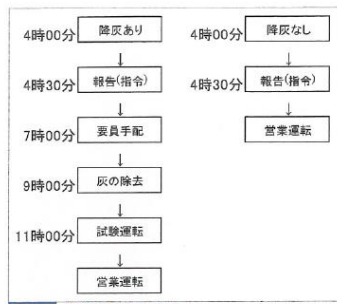 4時00分 降灰あり 4時00分 降灰なし
4時30分 報告(指令) 4時30分 報告(指令)
7時00分 要員手配 営業運転
9時00分 灰の除去
11時00分 試験運転
営業運転